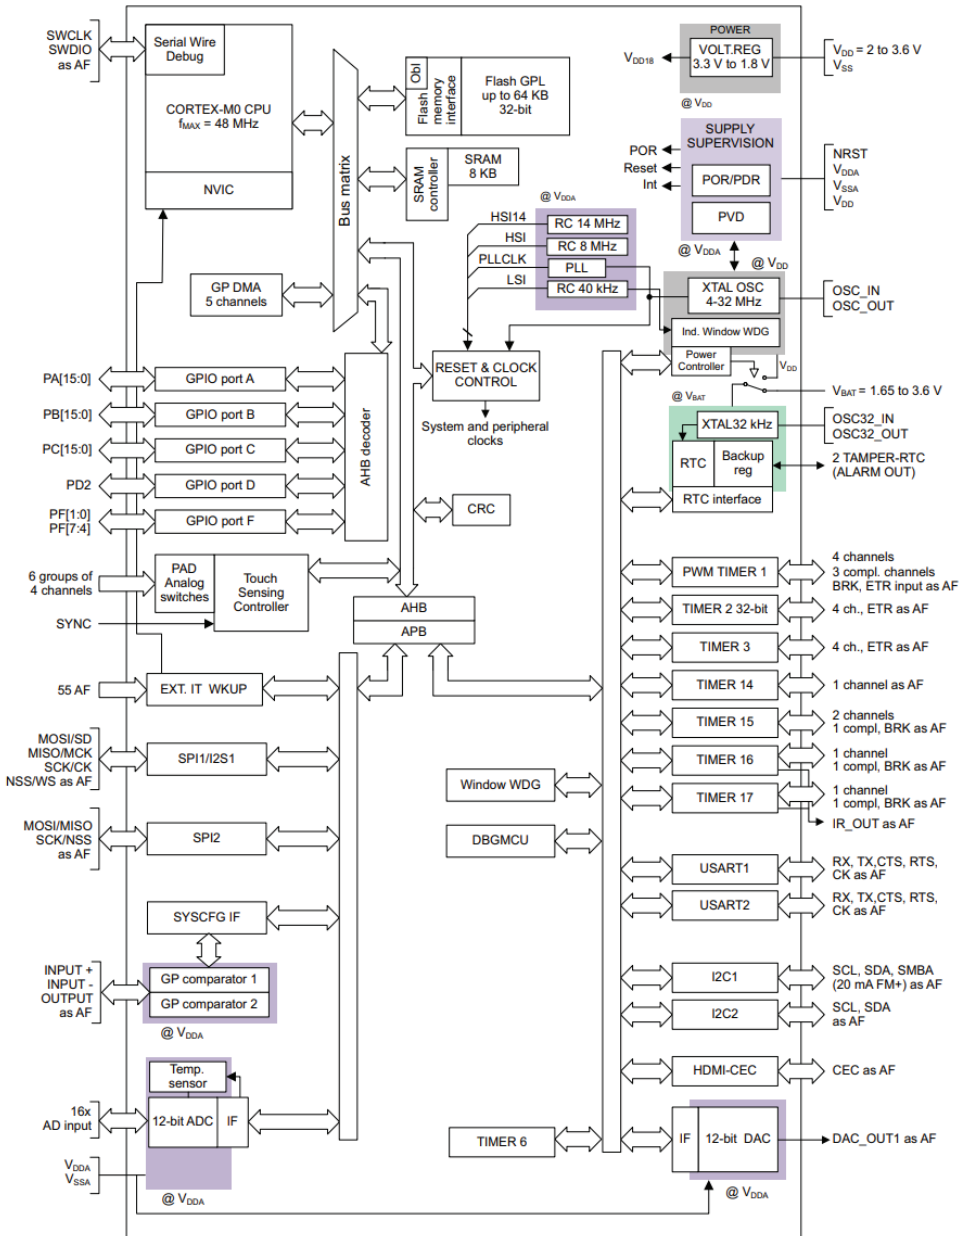 SWCLK
SWDIO
as AF
Serial Wire
Debug
CORTEX-M0 CPU
fMAX = 48 MHz
NVIC
Bus matrix
Obl
Flash
memory
interface
Flash GPL
up to 64 KB
32-bit
SRAM
controller
SRAM
8 KB
POWER
VOLT.REG
3.3 V to 1.8 V
VDD18
VDD = 2 to 3.6 V
VSS
@ VDD
SUPPLY
SUPERVISION
POR
Reset
Int
POR/PDR
PVD
NRST
VDDA
VSSA
VDD
@ VDDA
@ VDD
@ VDDA
HSI14
HSI
PLLCLK
LSI
RC 14 MHz
RC 8 MHz
PLL
RC 40 kHz
XTAL OSC
4-32 MHz
OSC_IN
OSC_OUT
Ind. Window WDG
Power
Controller
VDD
VBAT = 1.65 to 3.6 V
@ VBAT
XTAL32 kHz
OSC32_IN
OSC32_OUT
RTC
Backup
reg
RTC interface
2 TAMPER-RTC
(ALARM OUT)
GP DMA
5 channels
RESET & CLOCK
CONTROL
System and peripheral
clocks
PA[15:0]
GPIO port A
PB[15:0]
GPIO port B
PC[15:0]
GPIO port C
PD2
GPIO port D
PF[1:0]
PF[7:4]
GPIO port F
AHB decoder
CRC
6 groups of
4 channels
SYNC
PAD
Analog
switches
Touch
Sensing
Controller
AHB
APB
55 AF
EXT. IT WKUP
MOSI/SD
MISO/MCK
SCK/CK
NSS/WS as AF
SPI1/I2S1
MOSI/MISO
SCK/NSS
as AF
SPI2
SYSCFG IF
INPUT +
INPUT -
OUTPUT
as AF
GP comparator 1
GP comparator 2
@ VDDA
Temp.
sensor
16x
AD input
12-bit ADC
IF
VDDA
VSSA
@ VDDA
Window WDG
DBGMCU
TIMER 6
PWM TIMER 1
4 channels
3 compl. channels
BRK, ETR input as AF
TIMER 2 32-bit
4 ch., ETR as AF
TIMER 3
4 ch., ETR as AF
TIMER 14
1 channel as AF
TIMER 15
2 channels
1 compl, BRK as AF
TIMER 16
1 channel
1 compl, BRK as AF
TIMER 17
1 channel
1 compl, BRK as AF
IR_OUT as AF
USART1
RX, TX,CTS, RTS,
CK as AF
USART2
RX, TX,CTS, RTS,
CK as AF
I2C1
SCL, SDA, SMBA
(20 mA FM+) as AF
I2C2
SCL, SDA
as AF
HDMI-CEC
CEC as AF
IF
12-bit DAC
DAC_OUT1 as AF
@ VDDA